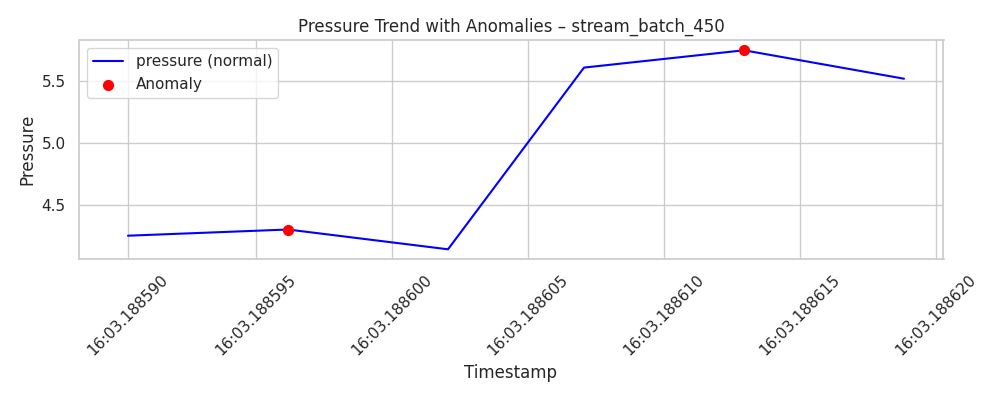 Pressure Trend with Anomalies – stream_batch_450
pressure (normal)
Anomaly
Pressure
5.5
5.0
4.5
16:03.188590
16:03.188595
16:03.188600
16:03.188605
16:03.188610
16:03.188615
16:03.188620
Timestamp